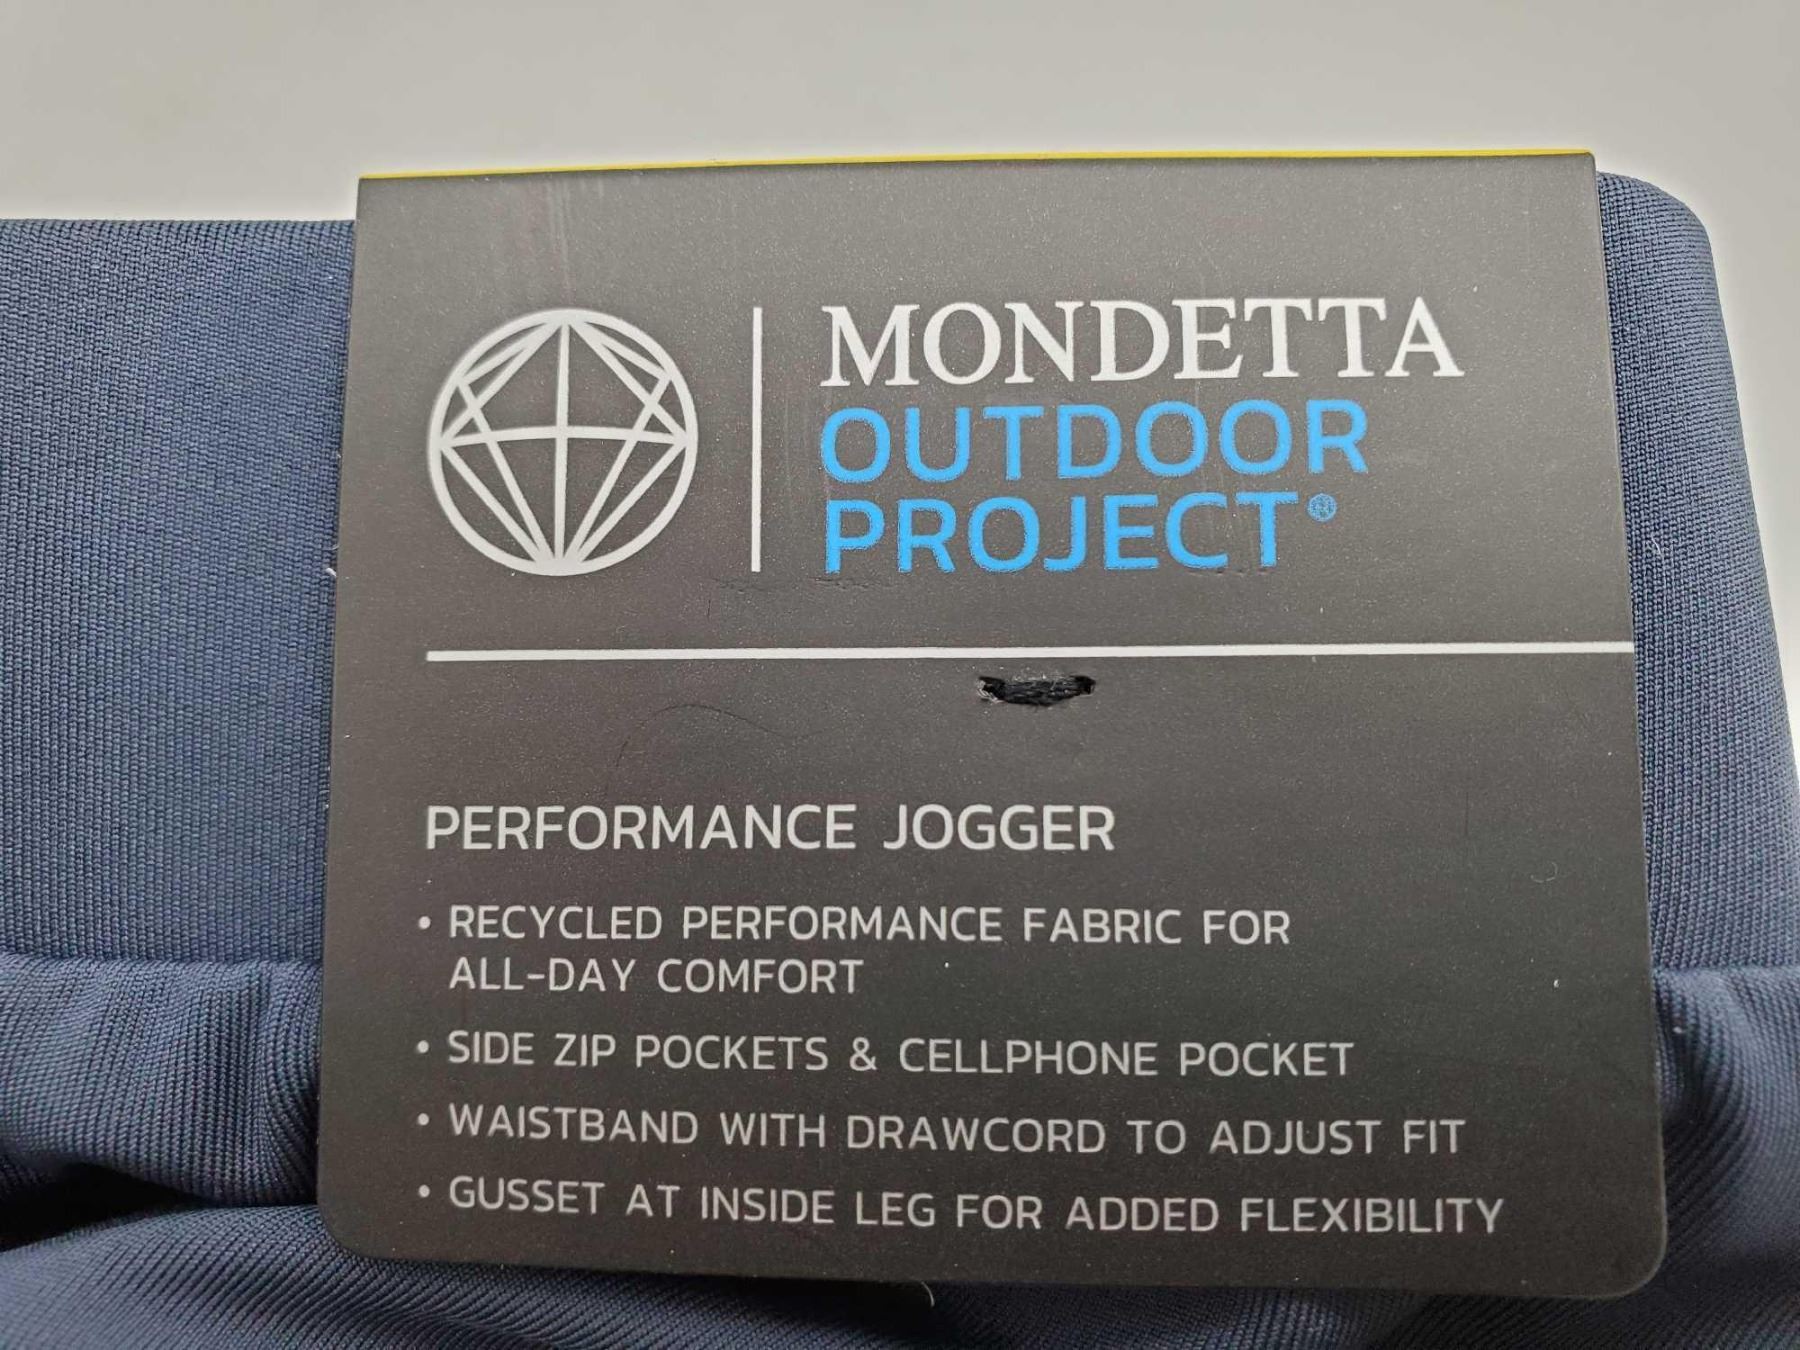 MONDETTA
OUTDOOR
PROJECT®
PERFORMANCE JOGGER
• RECYCLED PERFORMANCE FABRIC FOR
ALL-DAY COMFORT
• SIDE ZIP POCKETS & CELLPHONE POCKET
• WAISTBAND WITH DRAWCORD TO ADJUST FIT
• GUSSET AT INSIDE LEG FOR ADDED FLEXIBILITY